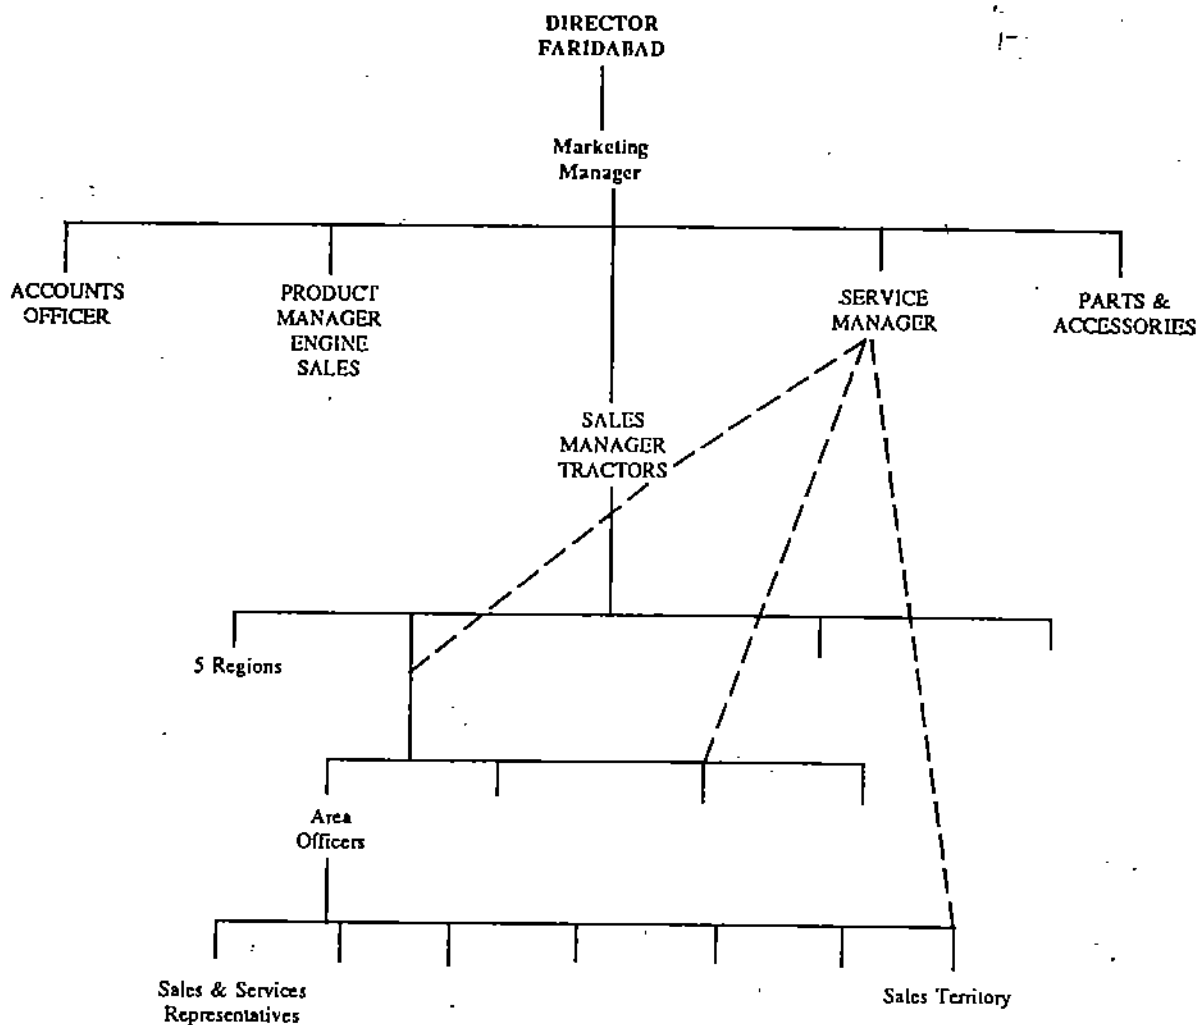 DIRECTOR
FARIDABAD
Marketing
Manager
ACCOUNTS
OFFICER
PRODUCT
MANAGER
ENGINE
SALES
SERVICE
MANAGER
PARTS &
ACCESSORIES
SALES
MANAGER
TRACTORS
5 Regions
Area
Officers
Sales & Services
Representatives
Sales Territory